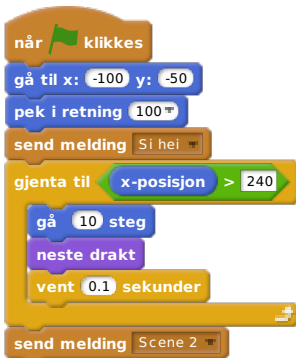 når klikkes
gå til x: -100 y: -50
pek i retning 100
send melding Si hei
gjenta til x-posisjon > 240
gå 10 steg
neste drakt
vent 0.1 sekunder
send melding Scene 2